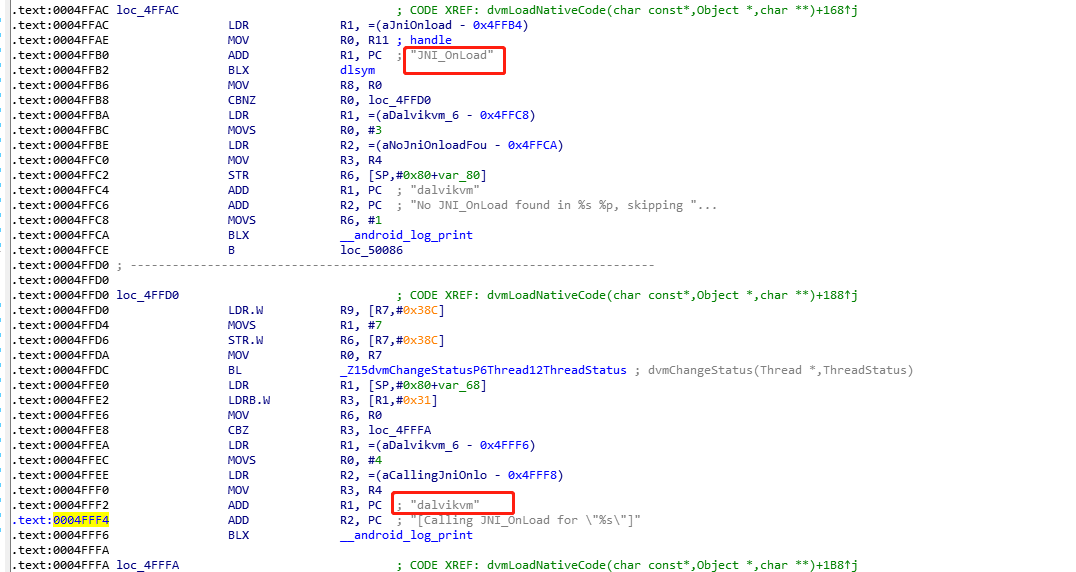 .text:0004FFAC loc_4FFAC ; CODE XREF: dvmLoadNativeCode(char const*,Object *,char **)+168↑j
.text:0004FFAC LDR R1, =(aJniOnload - 0x4FFB4)
.text:0004FFAE MOV R0, R11 ; handle
.text:0004FFB0 ADD R1, PC ; "JNI_OnLoad"
.text:0004FFB2 BLX dlsym
.text:0004FFB6 MOV R8, R0
.text:0004FFB8 CBNZ R0, loc_4FFD0
.text:0004FFBA LDR R1, =(aDalvikvm_6 - 0x4FFC8)
.text:0004FFBC MOVS R0, #3
.text:0004FFBE LDR R2, =(aNoJniOnloadFou - 0x4FFCA)
.text:0004FFC0 MOV R3, R4
.text:0004FFC2 STR R6, [SP,#0x80+var_80]
.text:0004FFC4 ADD R1, PC ; "dalvikvm"
.text:0004FFC6 ADD R2, PC ; "No JNI_OnLoad found in %s %p, skipping "...
.text:0004FFC8 MOVS R6, #1
.text:0004FFCA BLX __android_log_print
.text:0004FFCE B loc_50086
.text:0004FFD0 ; ---------------------------------------------------------------------------
.text:0004FFD0
.text:0004FFD0 loc_4FFD0 ; CODE XREF: dvmLoadNativeCode(char const*,Object *,char **)+188↑j
.text:0004FFD0 LDR.W R9, [R7,#0x38C]
.text:0004FFD4 MOVS R1, #7
.text:0004FFD6 STR.W R6, [R7,#0x38C]
.text:0004FFDA MOV R0, R7
.text:0004FFDC BL _Z15dvmChangeStatusP6Thread12ThreadStatus ; dvmChangeStatus(Thread *,ThreadStatus)
.text:0004FFE0 LDR R1, [SP,#0x80+var_68]
.text:0004FFE2 LDRB.W R3, [R1,#0x31]
.text:0004FFE6 MOV R6, R0
.text:0004FFE8 CBZ R3, loc_4FFFA
.text:0004FFEA LDR R1, =(aDalvikvm_6 - 0x4FFF6)
.text:0004FFEC MOVS R0, #4
.text:0004FFEE LDR R2, =(aCallingJniOnlo - 0x4FFF8)
.text:0004FFF0 MOV R3, R4
.text:0004FFF2 ADD R1, PC ; "dalvikvm"
.text:0004FFF4 ADD R2, PC ; "[Calling JNI_OnLoad for \"%s\"]"
.text:0004FFF6 BLX __android_log_print
.text:0004FFFA
.text:0004FFFA loc_4FFFA ; CODE XREF: dvmLoadNativeCode(char const*,Object *,char **)+1B8↑j